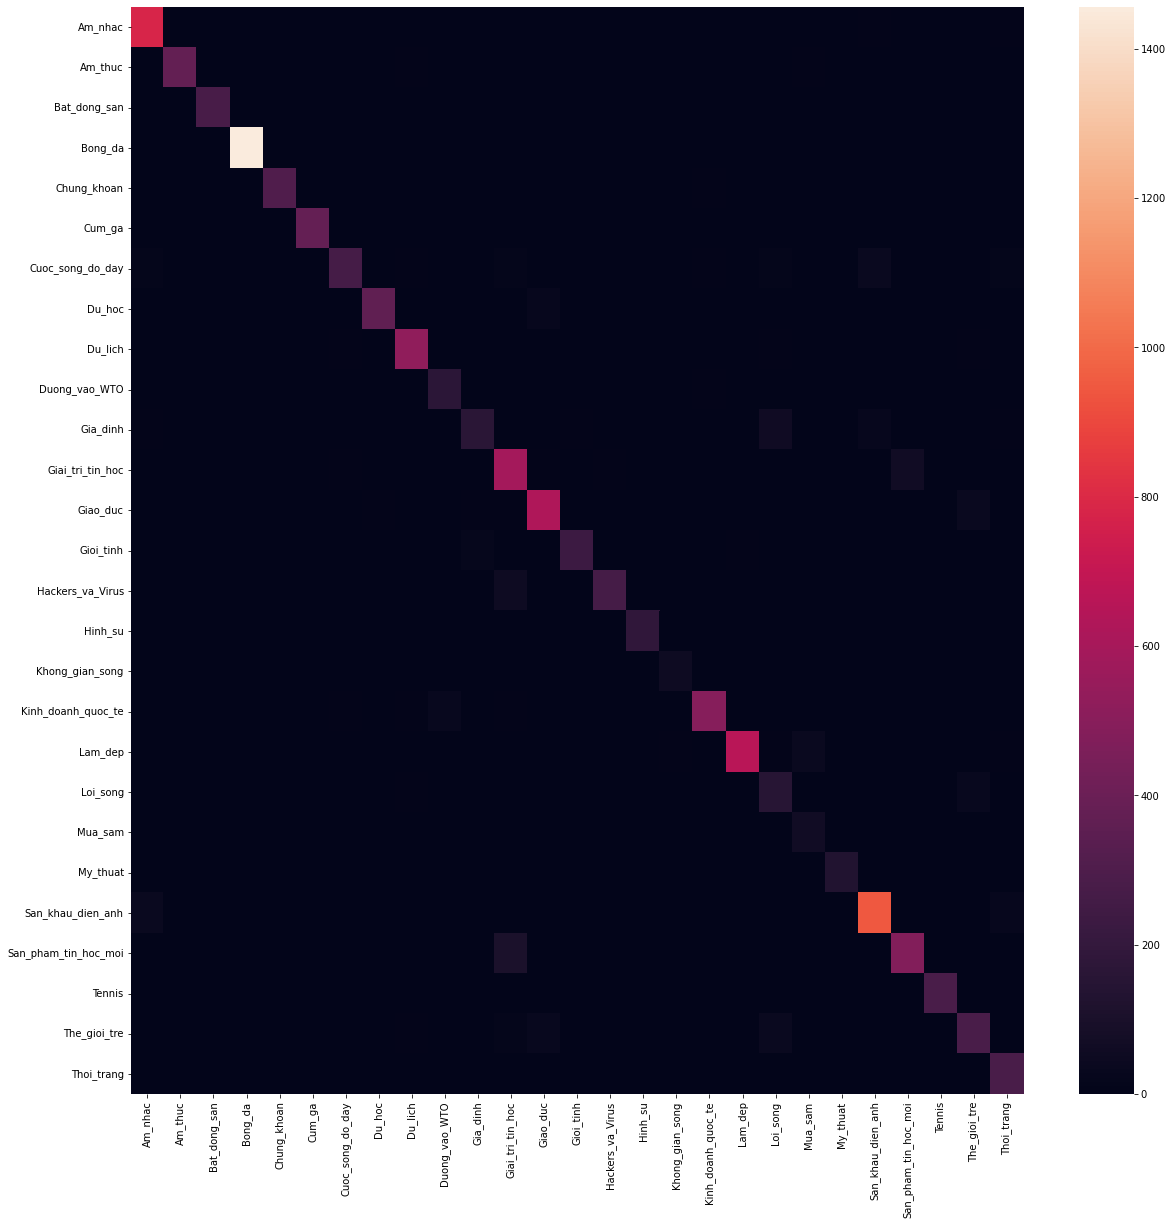 Am_nhac
Am_thuc
Bat_dong_san
Bong_da
Chung_khoan
Cum_ga
Cuoc_song_do_day
Du_hoc
Du_lich
Duong_vao_WTO
Gia_dinh
Giai_tri_tin_hoc
Giao_duc
Gioi_tinh
Hackers_va_Virus
Hinh_su
Khong_gian_song
Kinh_doanh_quoc_te
Lam_dep
Loi_song
Mua_sam
My_thuat
San_khau_dien_anh
San_pham_tin_hoc_moi
Tennis
The_gioi_tre
Thoi_trang
Am_nhac
Am_thuc
Bat_dong_san
Bong_da
Chung_khoan
Cum_ga
Cuoc_song_do_day
Du_hoc
Du_lich
Duong_vao_WTO
Gia_dinh
Giai_tri_tin_hoc
Giao_duc
Gioi_tinh
Hackers_va_Virus
Hinh_su
Khong_gian_song
Kinh_doanh_quoc_te
Lam_dep
Loi_song
Mua_sam
My_thuat
San_khau_dien_anh
San_pham_tin_hoc_moi
Tennis
The_gioi_tre
Thoi_trang
1400
1200
1000
800
600
400
200
0